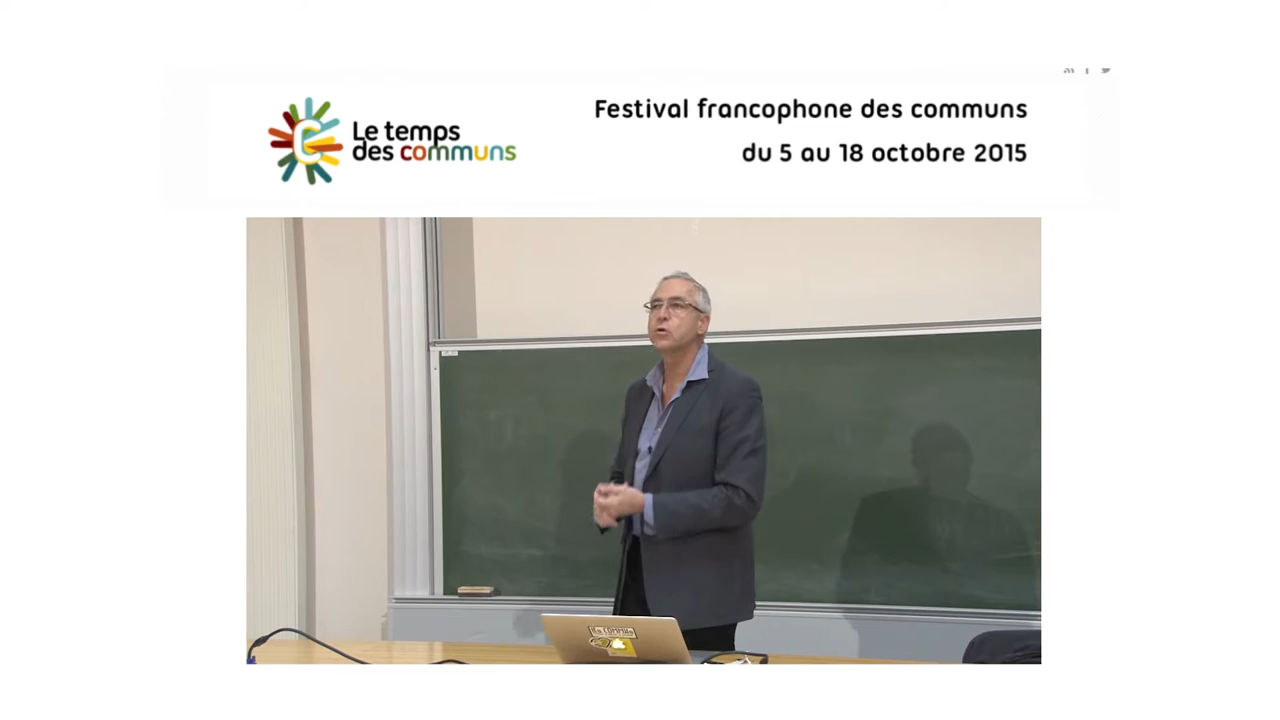 Festival francophone des communs
Le temps
des communs
du 5 au 18 octobre 2015